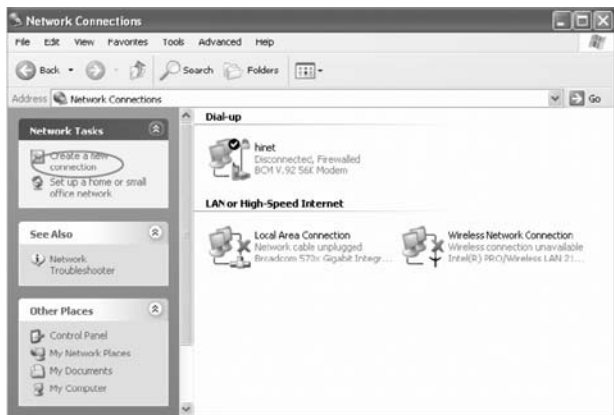 Network Connections
File Edit View Favorites Tools Advanced Help
Back Search Folders
Address Network Connections Go
Network Tasks
Create a new
connection
Set up a home or small
office network
See Also
Network
Troubleshooter
Other Places
Control Panel
My Network Places
My Documents
My Computer
Dial-up
hiret
Disconnected, Firewalled
BCM V.92 56K Modem
LAN or High-Speed Internet
Local Area Connection
Network cable unplugged
Broadcom 570x Gigabit Integr...
Wireless Network Connection
Wireless connection unavailable
Intel(R) PRO/Wireless LAN 21...